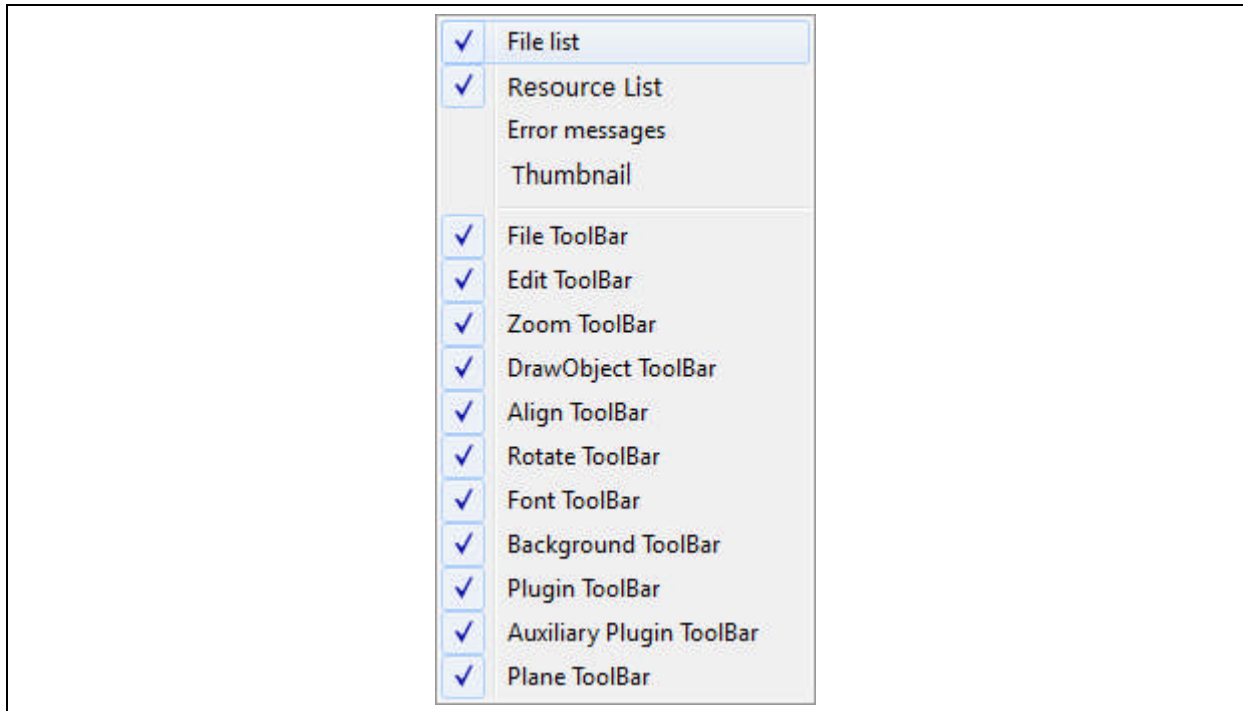 File list
Resource List
Error messages
Thumbnail
File ToolBar
Edit ToolBar
Zoom ToolBar
DrawObject ToolBar
Align ToolBar
Rotate ToolBar
Font ToolBar
Background ToolBar
Plugin ToolBar
Auxiliary Plugin ToolBar
Plane ToolBar